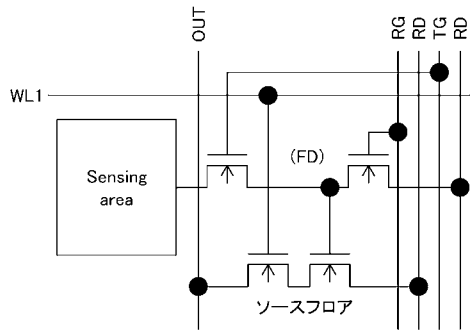 OUT
RG
RD
TG
RD
WL1
Sensing
area
(FD)
ソースフロア